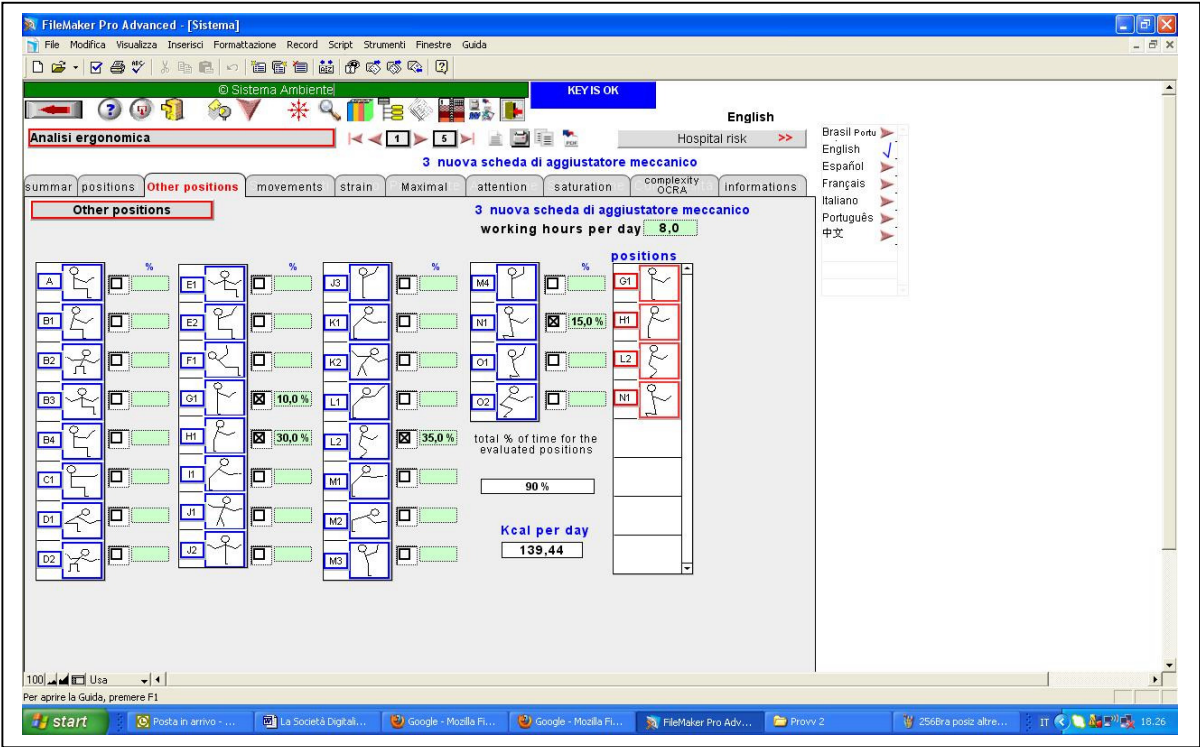 FileMaker Pro Advanced - [Sistema]
File Modifica Visualizza Inserisci Formattazione Record Script Strumenti Finestre Guida
© Sistema Ambiente
KEY IS OK
English
Analisi ergonomica
1 5
Hospital risk >>
3 nuova scheda di aggiustatore meccanico
summar positions Other positions movements strain Maximal attention saturation complexity OCRA informations
Other positions
3 nuova scheda di aggiustatore meccanico
working hours per day 8,0
positions
% % % %
A E1 J3 M4 G1
B1 E2 K1 N1 15,0 % H1
B2 F1 K2 O1 L2
B3 G1 10,0 % L1 O2 N1
B4 H1 30,0 % L2 35,0 %
total % of time for the
evaluated positions
C1 I1 M1
90 %
D1 J1 M2
Kcal per day
D2 J2 M3
139,44
Brasil Portu
English
Español
Français
Italiano
Português
中文
100 Usa
Per aprire la Guida, premere F1
start Posta in arrivo - ... La Società Digitali... Google - Mozilla Fi... Google - Mozilla Fi... FileMaker Pro Adv... Provv 2 256Bra posiz altre... IT 18.26